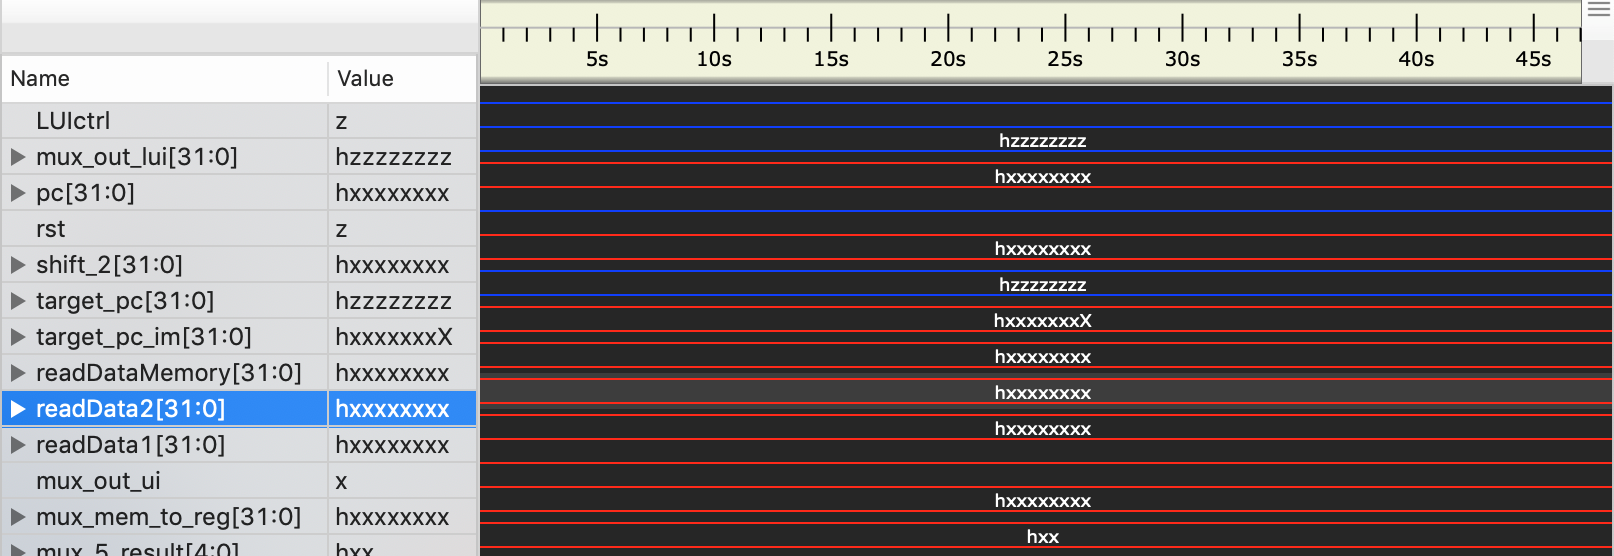 5s 10s 15s 20s 25s 30s 35s 40s 45s
Name Value
LUIctrl z
mux_out_lui[31:0] hzzzzzzzz hzzzzzzzz
pc[31:0] hxxxxxxxx hxxxxxxxx
rst z
shift_2[31:0] hxxxxxxxx hxxxxxxxx
target_pc[31:0] hzzzzzzzz hzzzzzzzz
target_pc_im[31:0] hxxxxxxxX hxxxxxxxX
readDataMemory[31:0] hxxxxxxxx hxxxxxxxx
readData2[31:0] hxxxxxxxx hxxxxxxxx
readData1[31:0] hxxxxxxxx hxxxxxxxx
mux_out_ui x
mux_mem_to_reg[31:0] hxxxxxxxx hxxxxxxxx
mux_5_result[4:0] hxx hxx